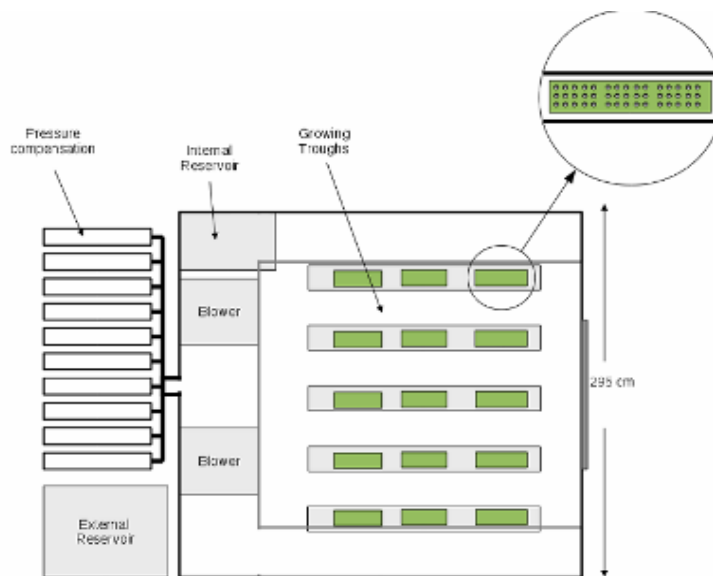 Pressure
compensation
Internal
Reservoir
Growing
Troughs
Blower
295 cm
Blower
External
Reservoir